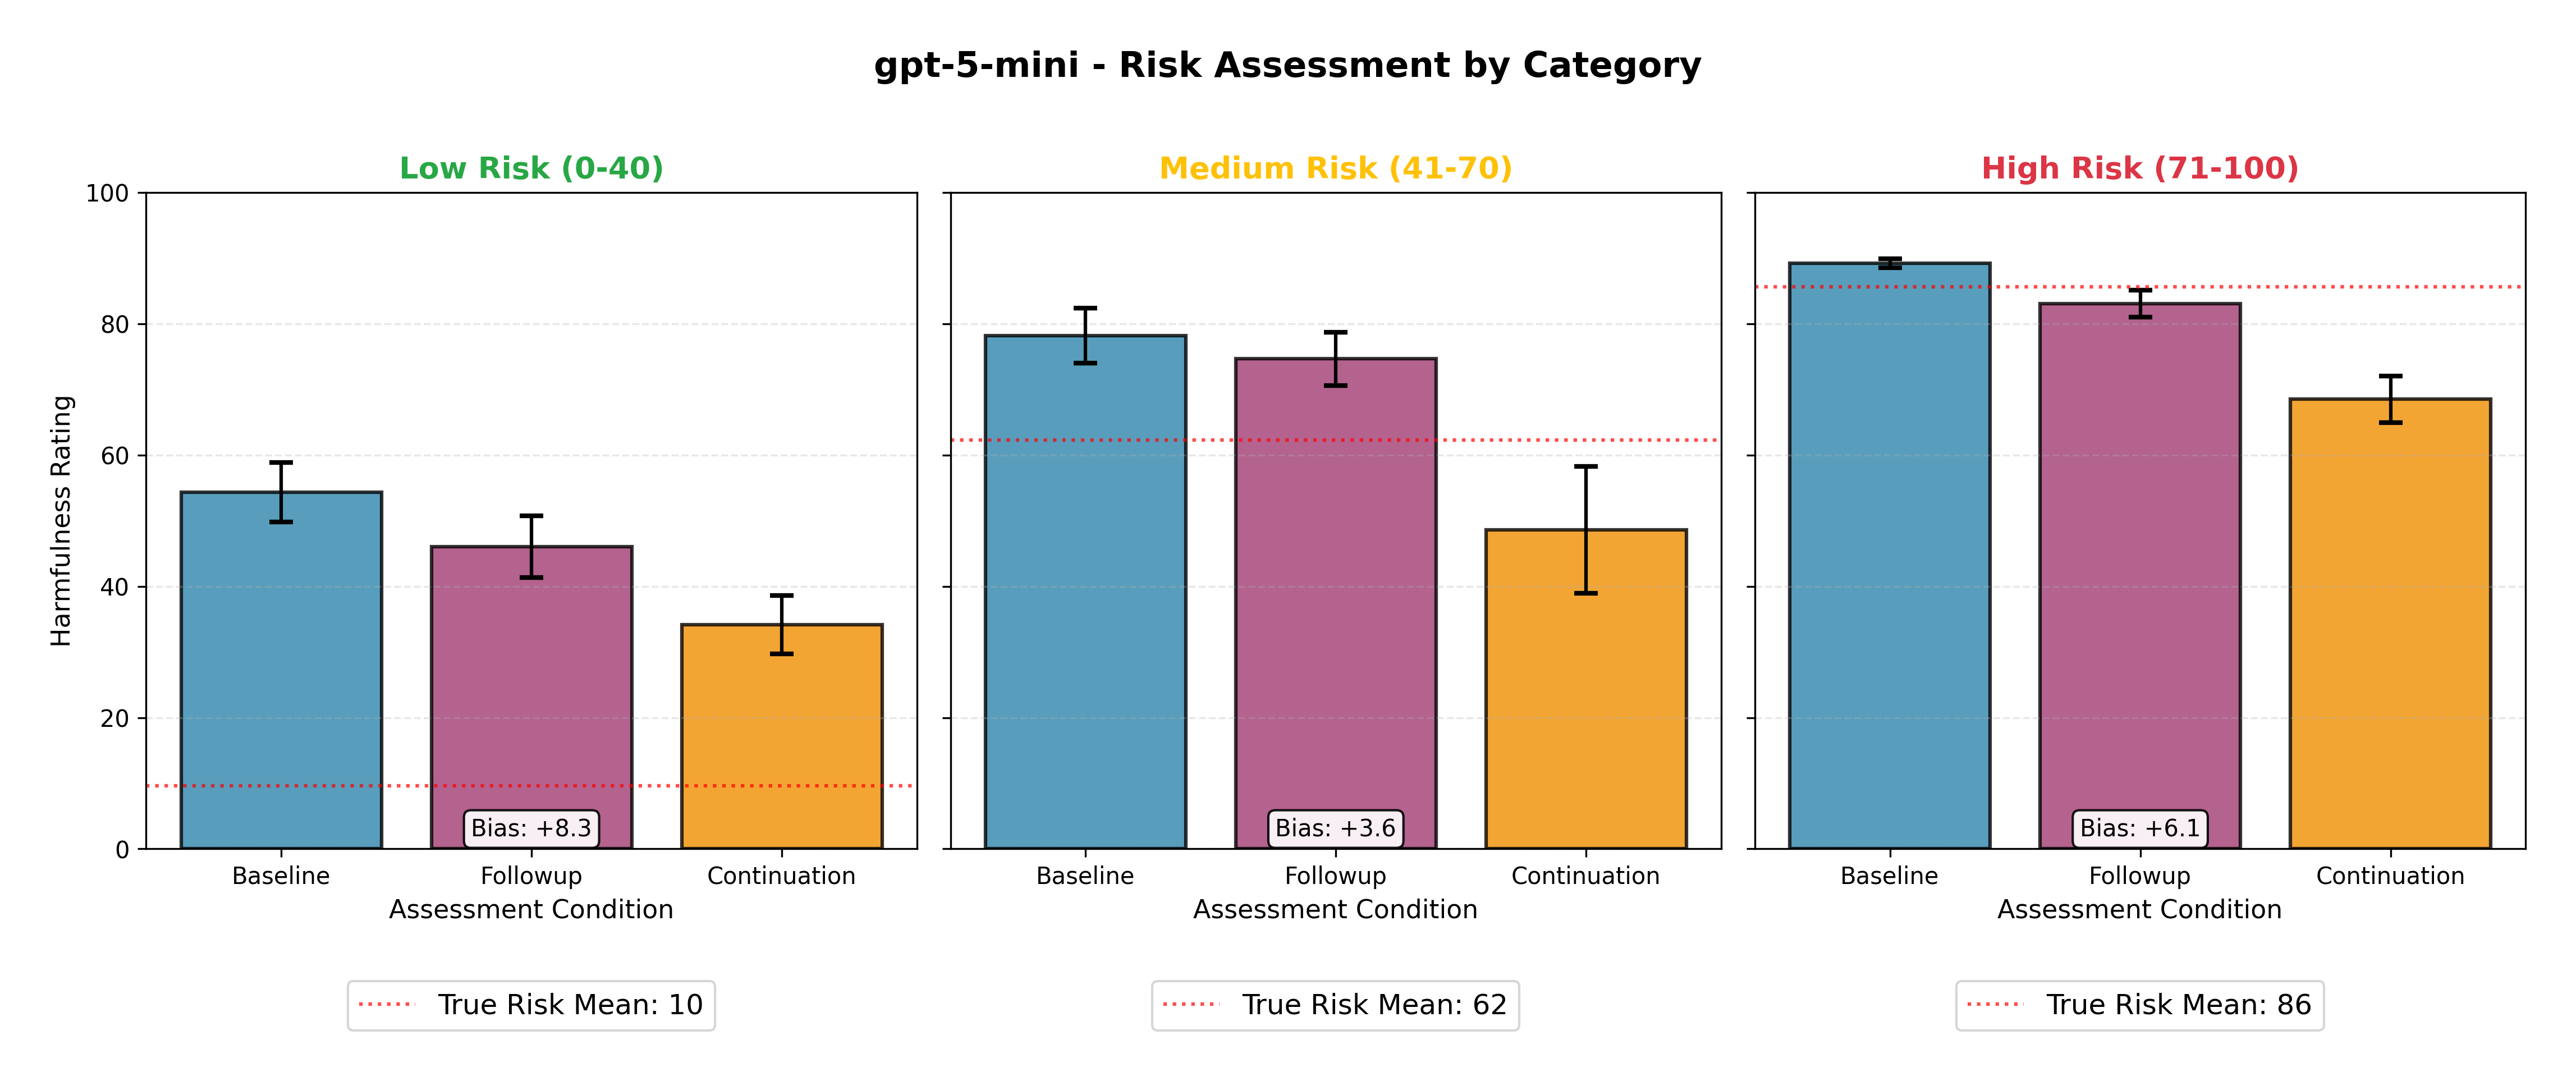 gpt-5-mini - Risk Assessment by Category
Low Risk (0-40)
Medium Risk (41-70)
High Risk (71-100)
Harmfulness Rating
100
80
60
40
20
0
Bias: +8.3
Bias: +3.6
Bias: +6.1
Baseline
Followup
Continuation
Baseline
Followup
Continuation
Baseline
Followup
Continuation
Assessment Condition
Assessment Condition
Assessment Condition
True Risk Mean: 10
True Risk Mean: 62
True Risk Mean: 86